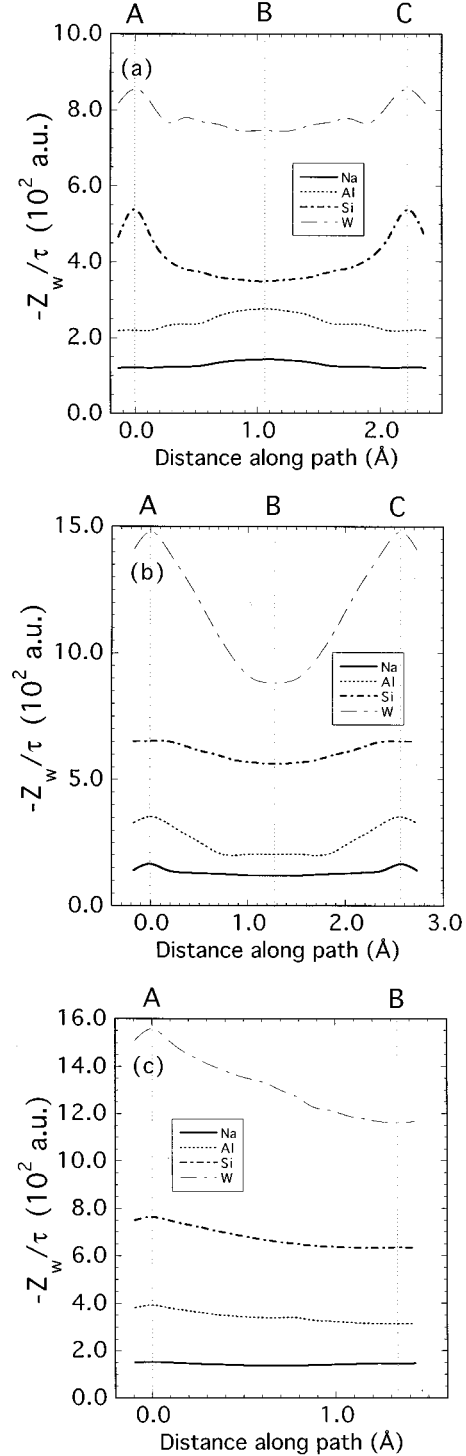 A B C
10.0
(a)
8.0
6.0
Na
Al
Si
W
4.0
2.0
0.0
-Z_w/τ (10^2 a.u.)
0.0 1.0 2.0
Distance along path (Å)
A B C
15.0
(b)
10.0
Na
Al
Si
W
5.0
0.0
-Z_w/τ (10^2 a.u.)
0.0 1.0 2.0 3.0
Distance along path (Å)
A B
16.0
(c)
14.0
12.0
Na
Al
Si
W
10.0
8.0
6.0
4.0
2.0
0.0
-Z_w/τ (10^2 a.u.)
0.0 1.0
Distance along path (Å)